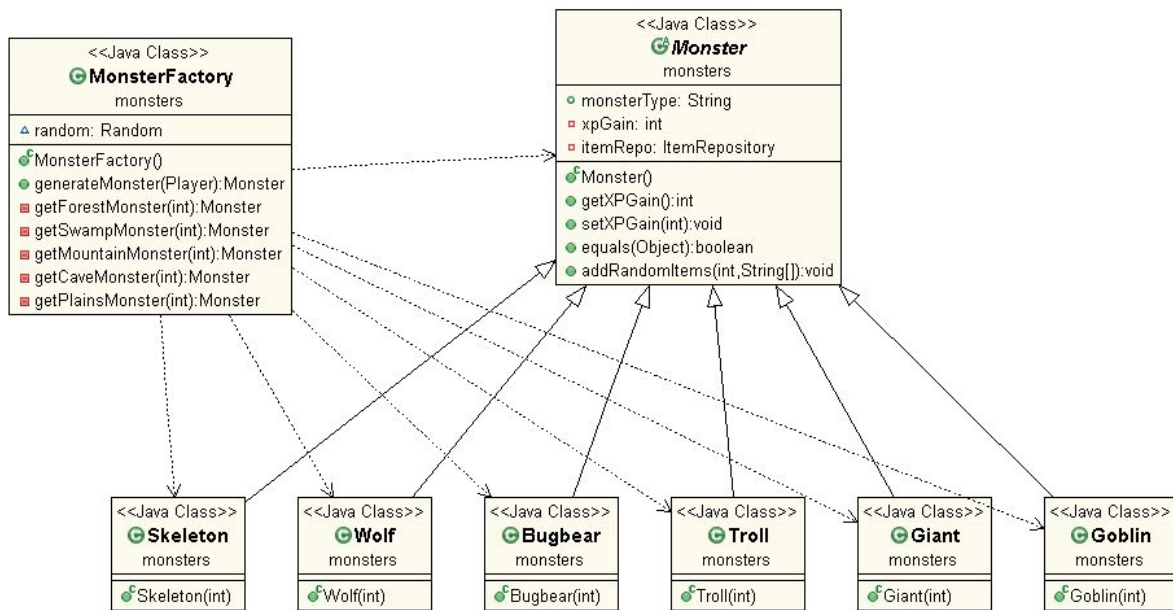 <<Java Class>>
MonsterFactory
monsters
random: Random
MonsterFactory()
generateMonster(Player):Monster
getForestMonster(int):Monster
getSwampMonster(int):Monster
getMountainMonster(int):Monster
getCaveMonster(int):Monster
getPlainsMonster(int):Monster
<<Java Class>>
Monster
monsters
monsterType: String
xpGain: int
itemRepo: ItemRepository
Monster()
getXPGain():int
setXPGain(int):void
equals(Object):boolean
addRandomItems(int,String[]):void
<<Java Class>>
Skeleton
monsters
Skeleton(int)
<<Java Class>>
Wolf
monsters
Wolf(int)
<<Java Class>>
Bugbear
monsters
Bugbear(int)
<<Java Class>>
Troll
monsters
Troll(int)
<<Java Class>>
Giant
monsters
Giant(int)
<<Java Class>>
Goblin
monsters
Goblin(int)